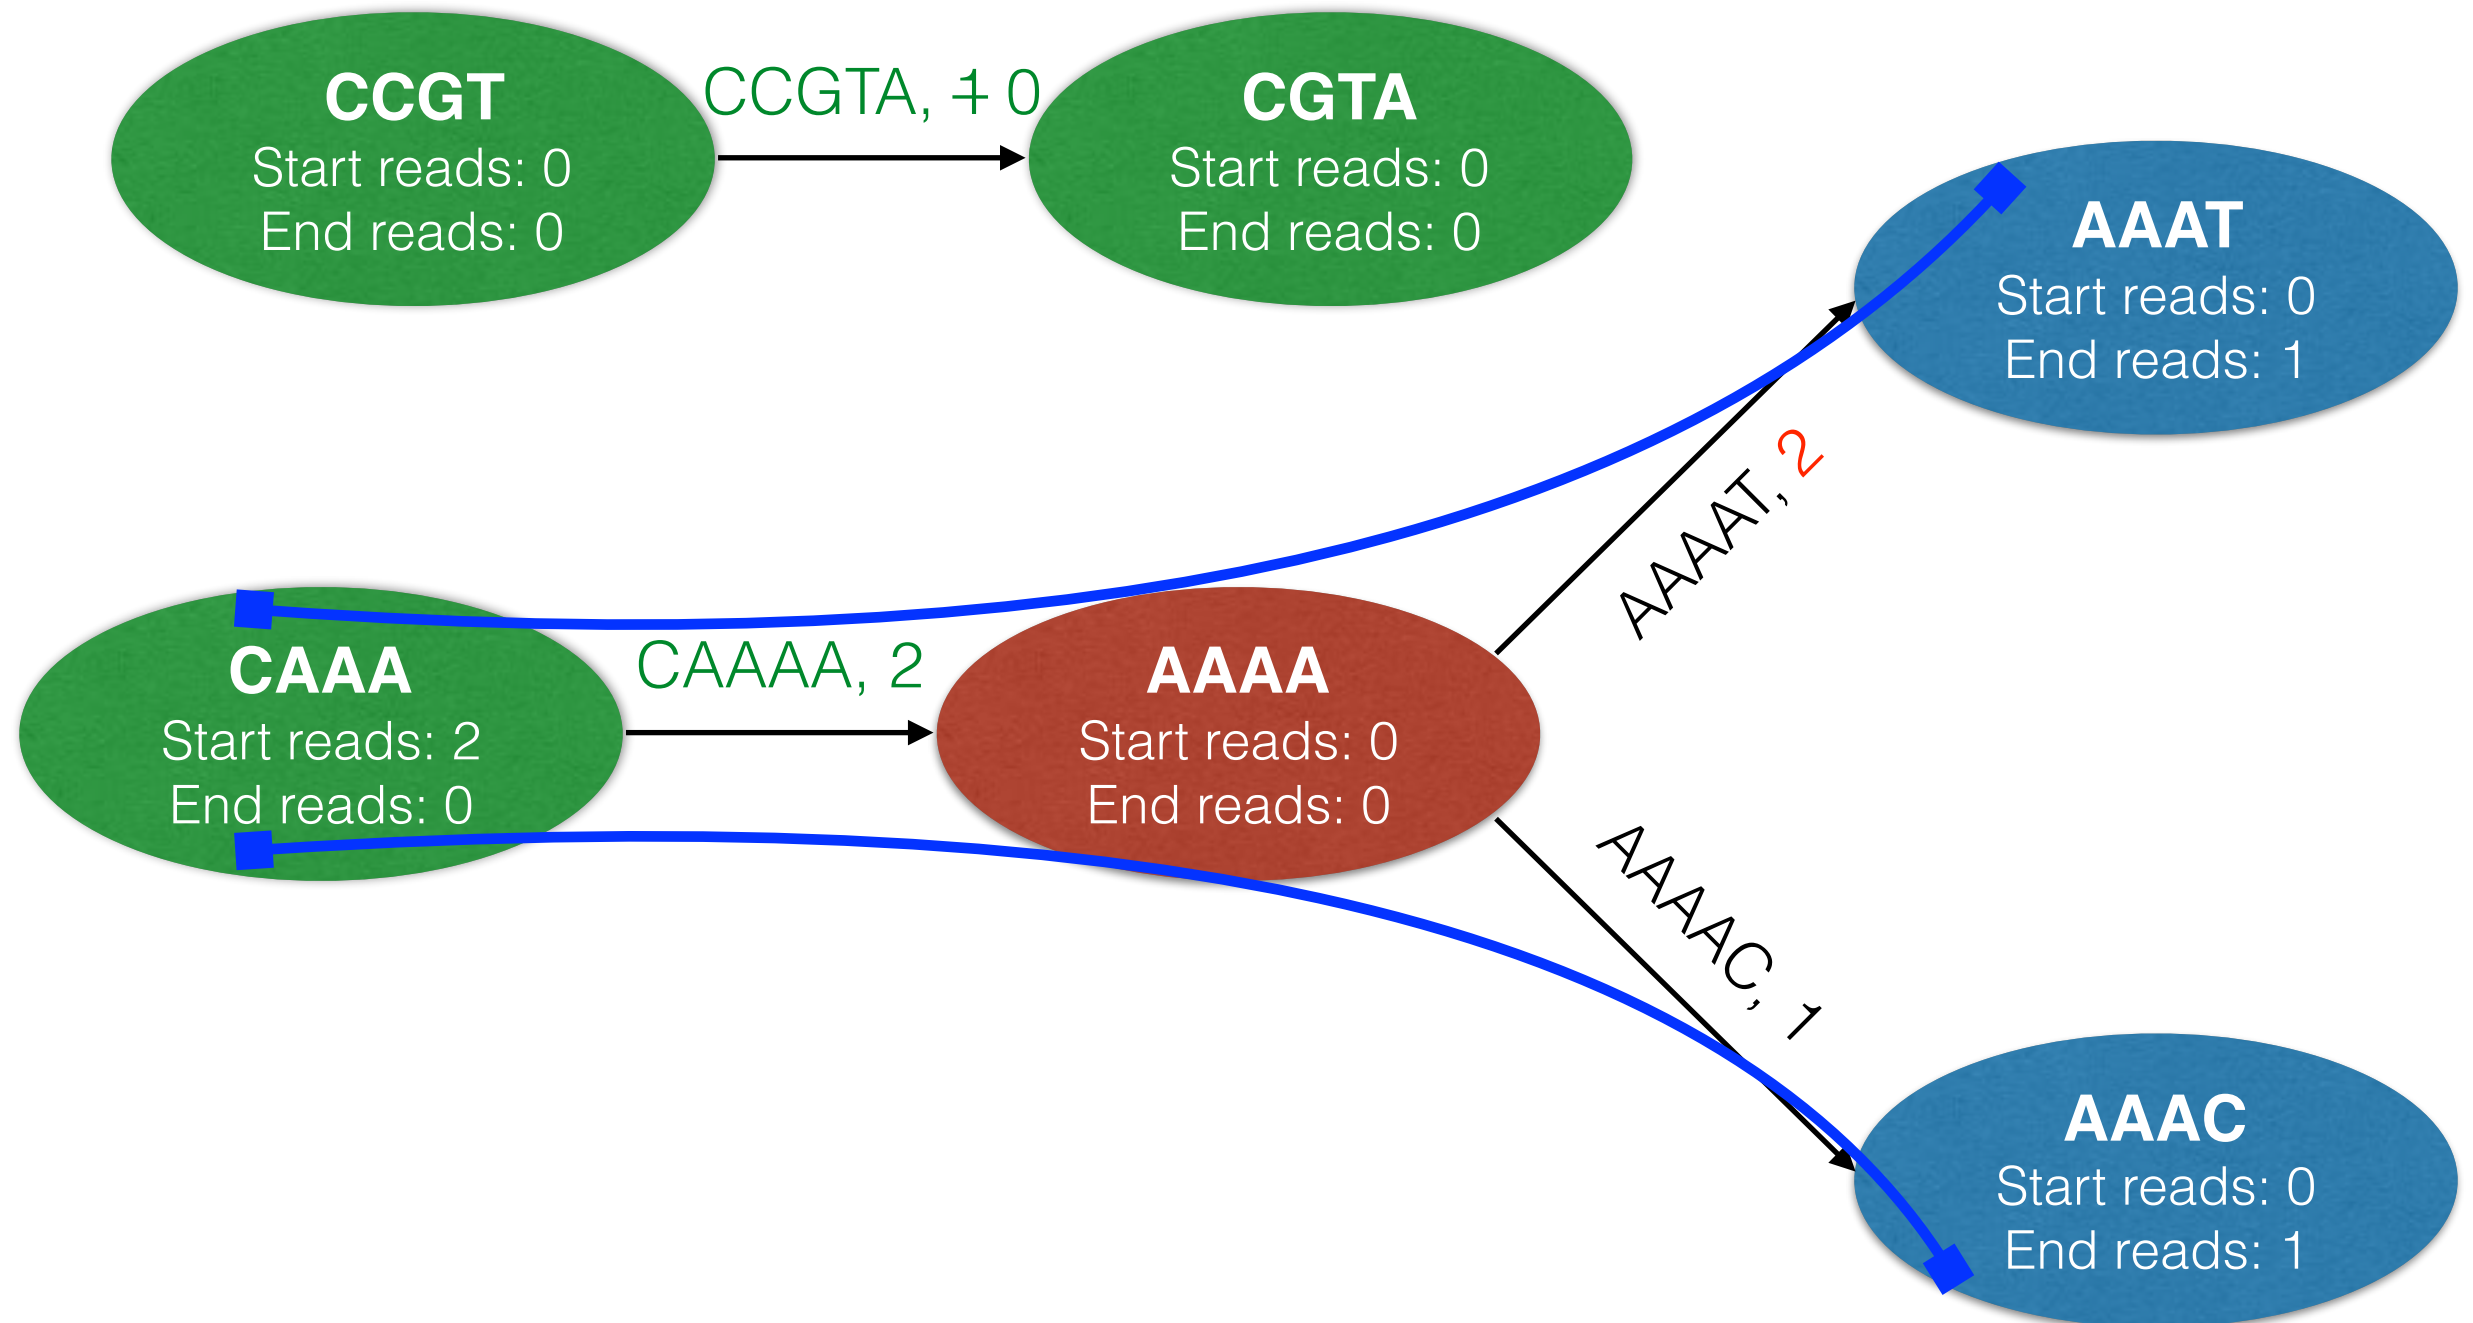 CCGT
Start reads: 0
End reads: 0
CCGTA, 1 0
CGTA
Start reads: 0
End reads: 0
AAAT
Start reads: 0
End reads: 1
AAAAT, 2
CAAA
Start reads: 2
End reads: 0
CAAAA, 2
AAAA
Start reads: 0
End reads: 0
AAAAC, 1
AAAC
Start reads: 0
End reads: 1